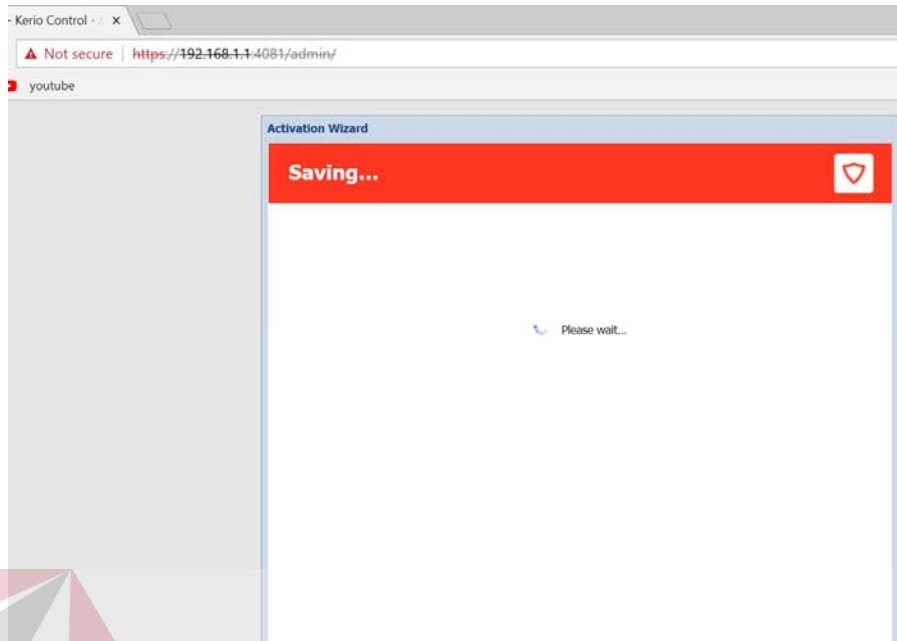 - Kerio Control -
Not secure | https://192.168.1.1:4081/admin/
youtube
Activation Wizard
Saving...
Please wait...